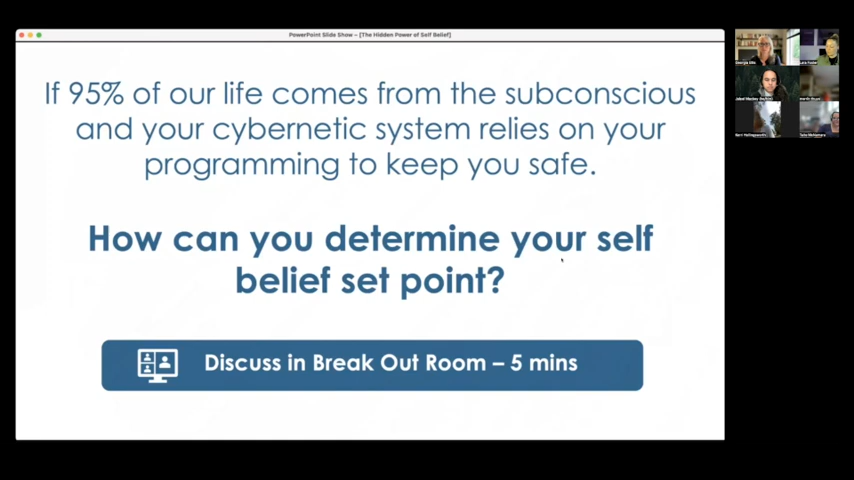 PowerPoint Slide Show – [The Hidden Power of Self Belief]
If 95% of our life comes from the subconscious
and your cybernetic system relies on your
programming to keep you safe.
How can you determine your self
belief set point?
Discuss in Break Out Room – 5 mins